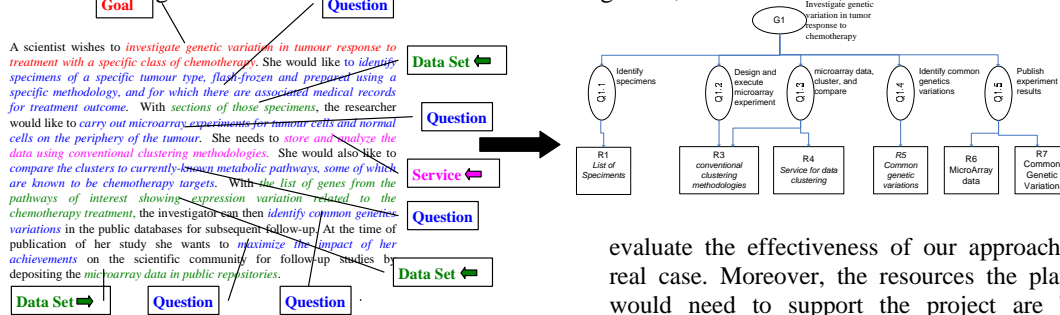 Goal
Question
A scientist wishes to investigate genetic variation in tumour response to
treatment with a specific class of chemotherapy. She would like to identify
specimens of a specific tumour type, flash-frozen and prepared using a
specific methodology, and for which there are associated medical records
for treatment outcome. With sections of those specimens, the researcher
would like to carry out microarray experiments for tumour cells and normal
cells on the periphery of the tumour. She needs to store and analyze the
data using conventional clustering methodologies. She would also like to
compare the clusters to currently-known metabolic pathways, some of which
are known to be chemotherapy targets. With the list of genes from the
pathways of interest showing expression variation related to the
chemotherapy treatment, the investigator can then identify common genetics
variations in the public databases for subsequent follow-up. At the time of
publication of her study she wants to maximize the impact of her
achievements on the scientific community for follow-up studies by
depositing the microarray data in public repositories.
Data Set
Question
Service
Question
Data Set
Data Set
Question
Question
G1
Investigate genetic
variation in tumor
response to
chemotherapy
Q1.1
Identify
specimens
Q1.2
Design and
execute
microarray
experiment
Q1.3
microarray data,
cluster, and
compare
Q1.4
Identify common
genetics
variations
Q1.5
Publish
experiment
results
R1
List of
Speciments
R3
conventional
clustering
methodologies
R4
Service for data
clustering
R5
Common
genetic
variations
R6
MicroArray
data
R7
Common
Genetic
Variation
evaluate the effectiveness of our approach
real case. Moreover, the resources the pla
would need to support the project are